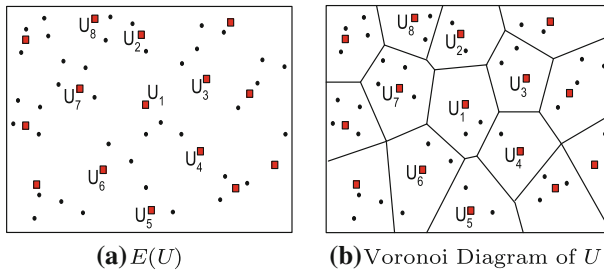 U8
U2
U3
U7
U1
U4
U6
U5
(a) E(U)
U8
U2
U3
U7
U1
U4
U6
U5
(b) Voronoi Diagram of U